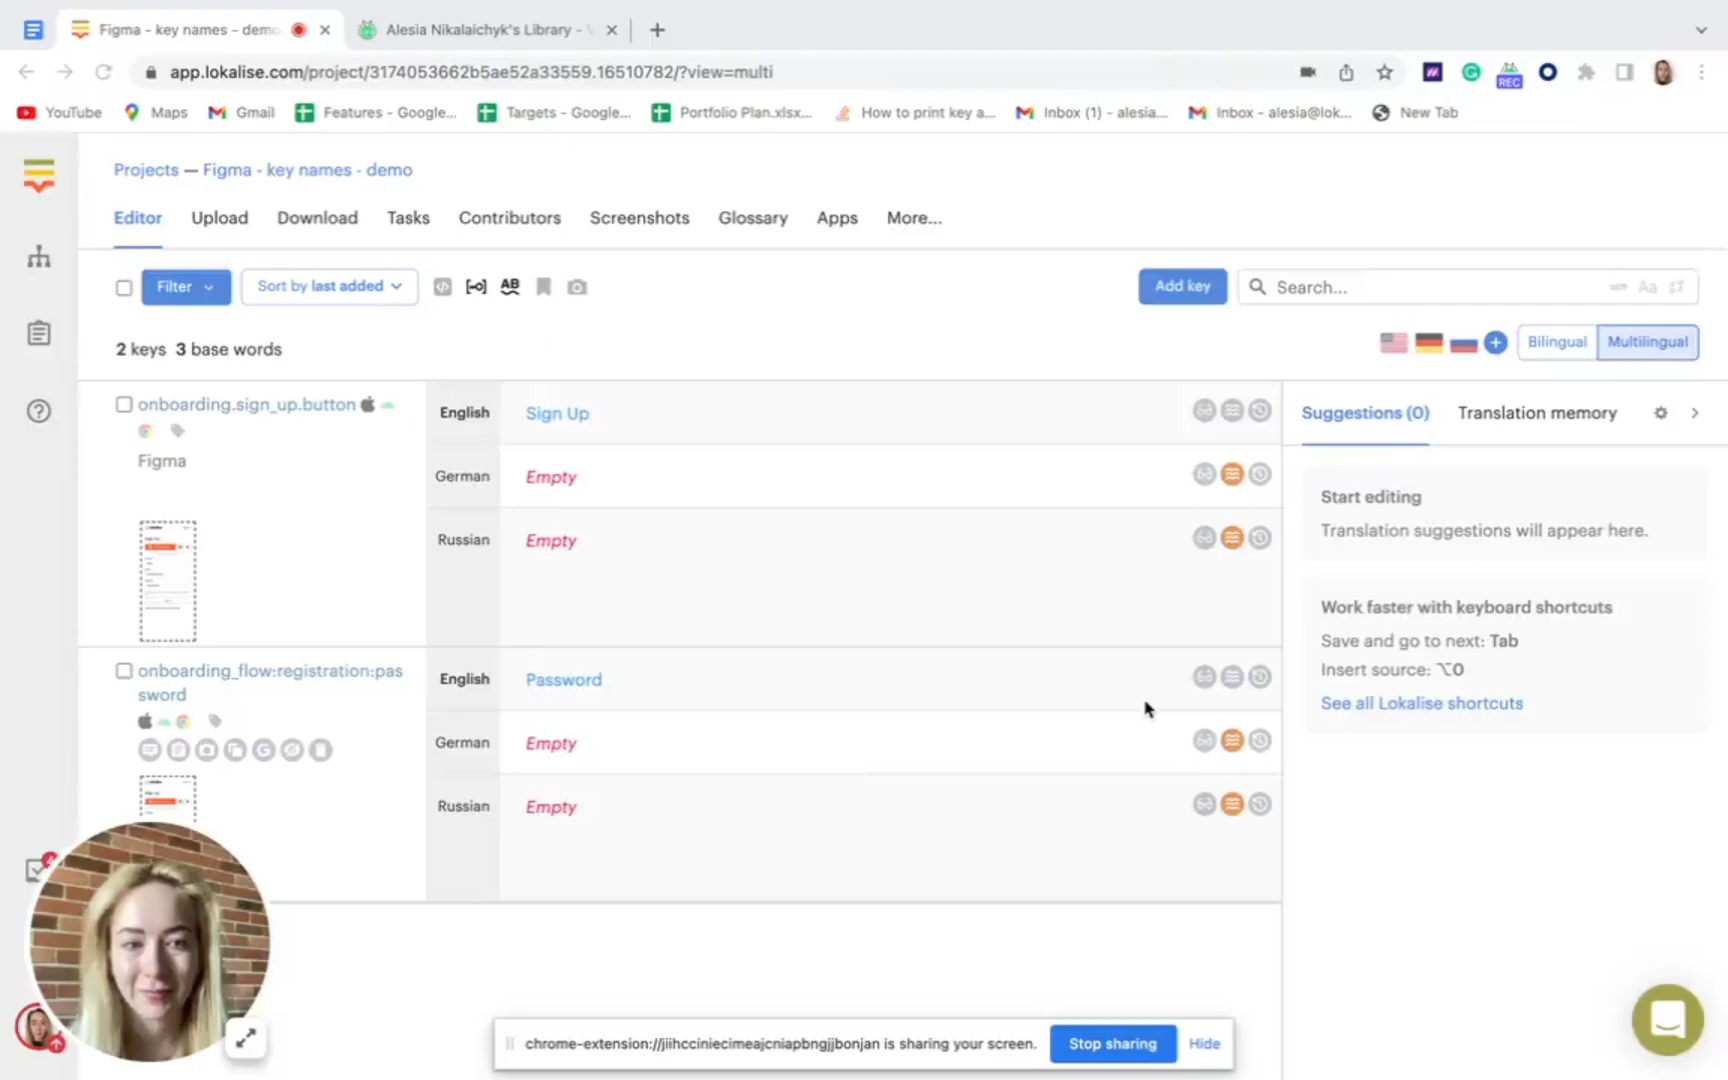 Figma - key names - demo
Alesia Nikalaichyk's Library -
app.lokalise.com/project/3174053662b5ae52a33559.16510782/?view=multi
REC
YouTube
Maps
Gmail
Features - Google...
Targets - Google...
Portfolio Plan.xlsx...
How to print key a...
Inbox (1) - alesia...
Inbox - alesia@lok...
New Tab
Projects — Figma - key names - demo
Editor
Upload
Download
Tasks
Contributors
Screenshots
Glossary
Apps
More...
Filter
Sort by last added
AB
Add key
Search...
Aa
2 keys 3 base words
Bilingual
Multilingual
onboarding.sign_up.button
Figma
English
Sign Up
German
Empty
Russian
Empty
Suggestions (0)
Translation memory
Start editing
Translation suggestions will appear here.
Work faster with keyboard shortcuts
Save and go to next: Tab
Insert source: ⌥0
See all Lokalise shortcuts
onboarding_flow:registration:pas
sword
English
Password
German
Empty
Russian
Empty
chrome-extension://jiihcciniecimeajcniapbngjjbonjan is sharing your screen.
Stop sharing
Hide